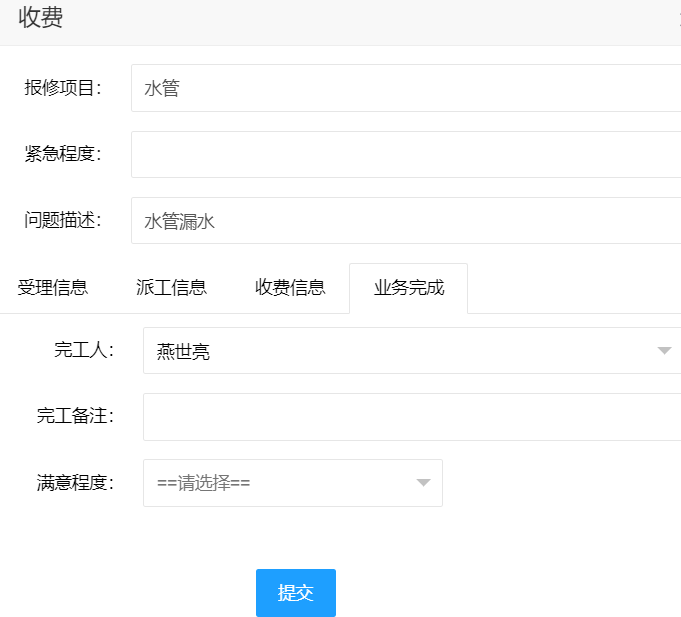 收费
报修项目： 水管
紧急程度：
问题描述： 水管漏水
受理信息 派工信息 收费信息 业务完成
完工人： 燕世亮
完工备注：
满意程度： ==请选择==
提交